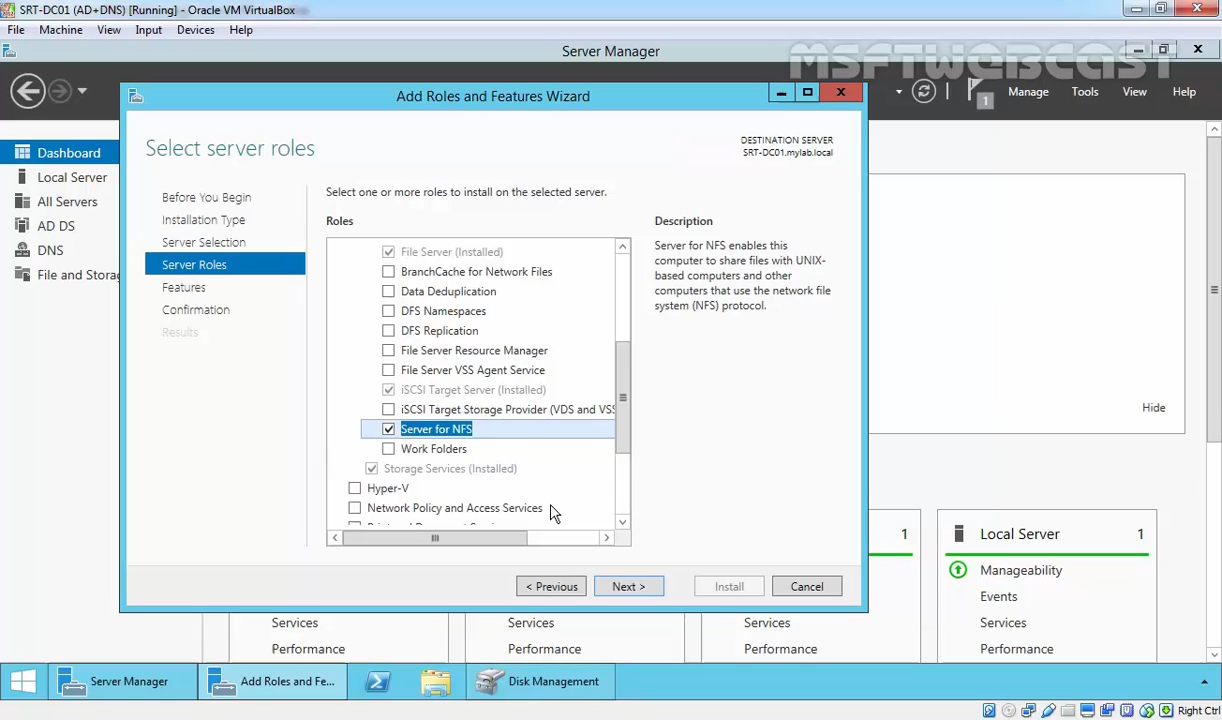 SRT-DC01 (AD+DNS) [Running] - Oracle VM VirtualBox
File Machine View Input Devices Help
Server Manager
MSFTWEBCAST
1 Manage Tools View Help
Add Roles and Features Wizard
Select server roles
DESTINATION SERVER
SRT-DC01.mylab.local
Dashboard
Local Server
All Servers
AD DS
DNS
File and Storag
Before You Begin
Installation Type
Server Selection
Server Roles
Features
Confirmation
Results
Select one or more roles to install on the selected server.
Roles
File Server (Installed)
BranchCache for Network Files
Data Deduplication
DFS Namespaces
DFS Replication
File Server Resource Manager
File Server VSS Agent Service
iSCSI Target Server (Installed)
iSCSI Target Storage Provider (VDS and VSS
Server for NFS
Work Folders
Storage Services (Installed)
Hyper-V
Network Policy and Access Services
Description
Server for NFS enables this
computer to share files with UNIX-
based computers and other
computers that use the network file
system (NFS) protocol.
< Previous Next > Install Cancel
Hide
1
Local Server 1
Manageability
Events
Services
Performance
Services
Performance
Services
Performance
Services
Performance
Server Manager
Add Roles and Fe...
Disk Management
Right Ctrl